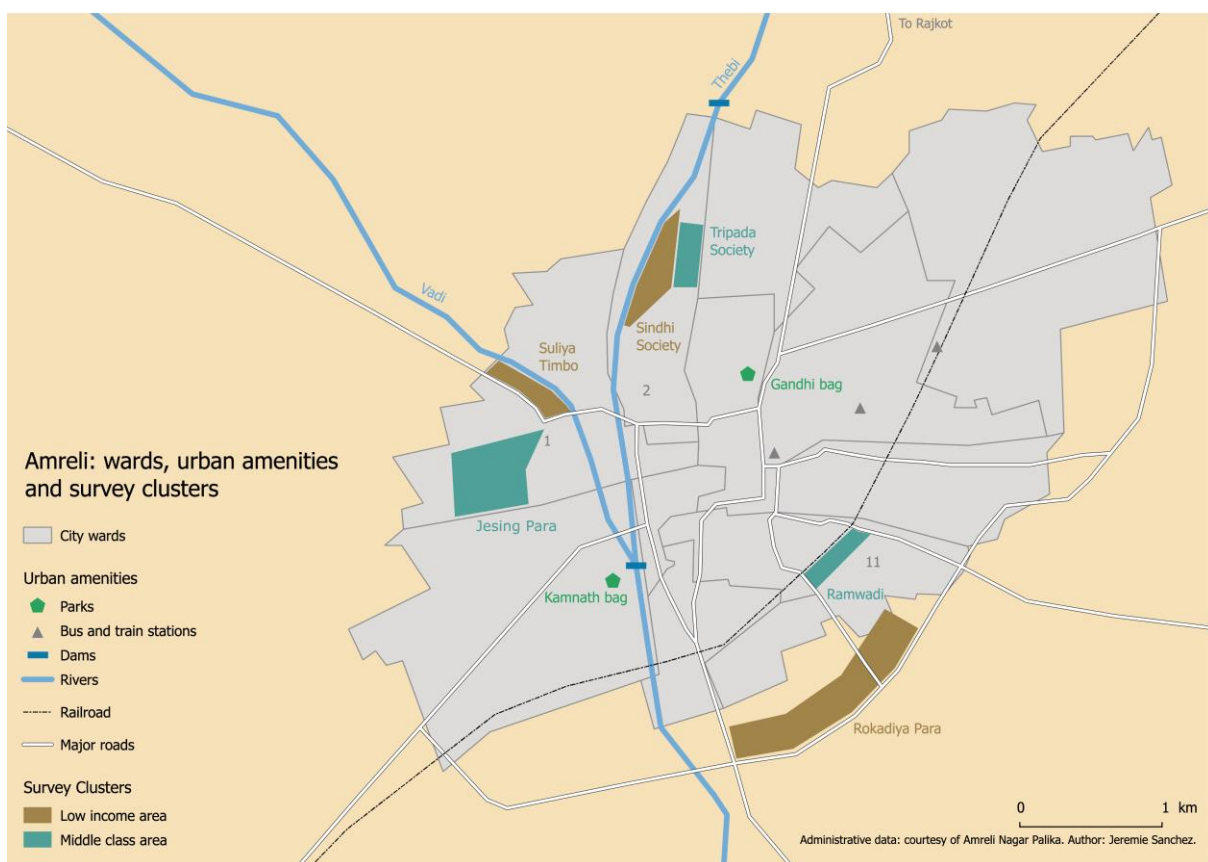 To Rajkot
Thebi
Tripada
Society
Vadi
Sindhi
Society
Suliya
Timbo
Gandhi bag
2
1
Amreli: wards, urban amenities
and survey clusters
Jesing Para
City wards
11
Urban amenities
Ramwadi
Kamnath bag
Parks
Bus and train stations
Dams
Rivers
Railroad
Rokadiya Para
Major roads
Survey Clusters
Low income area
Middle class area
0 1 km
Administrative data: courtesy of Amreli Nagar Palika. Author: Jeremie Sanchez.